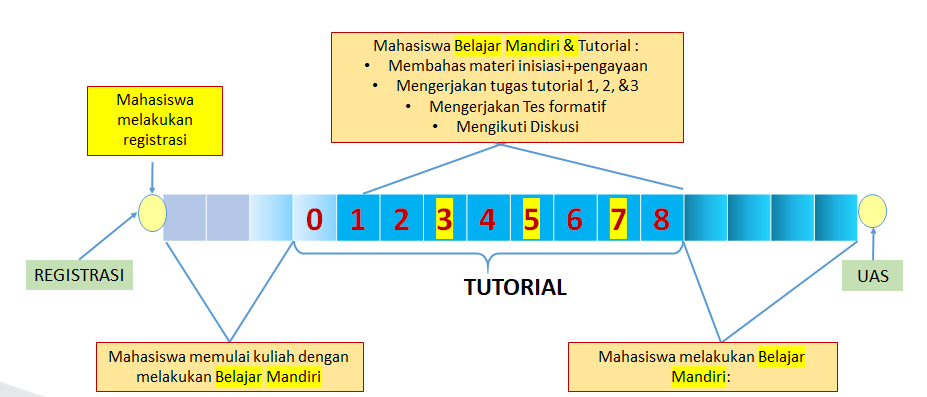 Mahasiswa Belajar Mandiri & Tutorial :
• Membahas materi inisiasi+pengayaan
• Mengerjakan tugas tutorial 1, 2, &3
• Mengerjakan Tes formatif
• Mengikuti Diskusi
Mahasiswa
melakukan
registrasi
0 1 2 3 4 5 6 7 8
REGISTRASI
TUTORIAL
UAS
Mahasiswa memulai kuliah dengan
melakukan Belajar Mandiri
Mahasiswa melakukan Belajar
Mandiri: